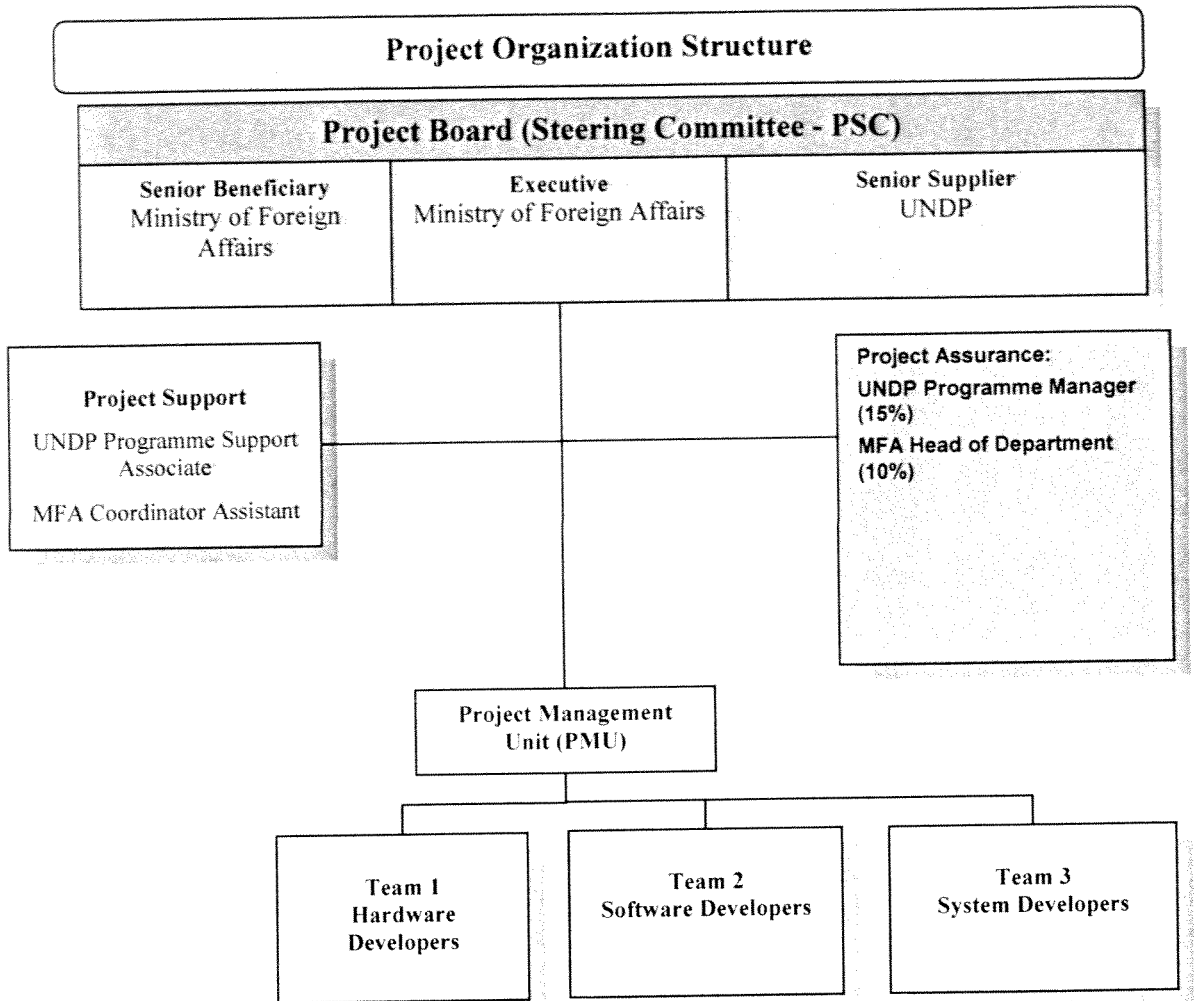 Project Organization Structure
Project Board (Steering Committee - PSC)
Senior Beneficiary
Ministry of Foreign
Affairs
Executive
Ministry of Foreign Affairs
Senior Supplier
UNDP
Project Support
UNDP Programme Support
Associate
MFA Coordinator Assistant
Project Assurance:
UNDP Programme Manager
(15%)
MFA Head of Department
(10%)
Project Management
Unit (PMU)
Team 1
Hardware
Developers
Team 2
Software Developers
Team 3
System Developers